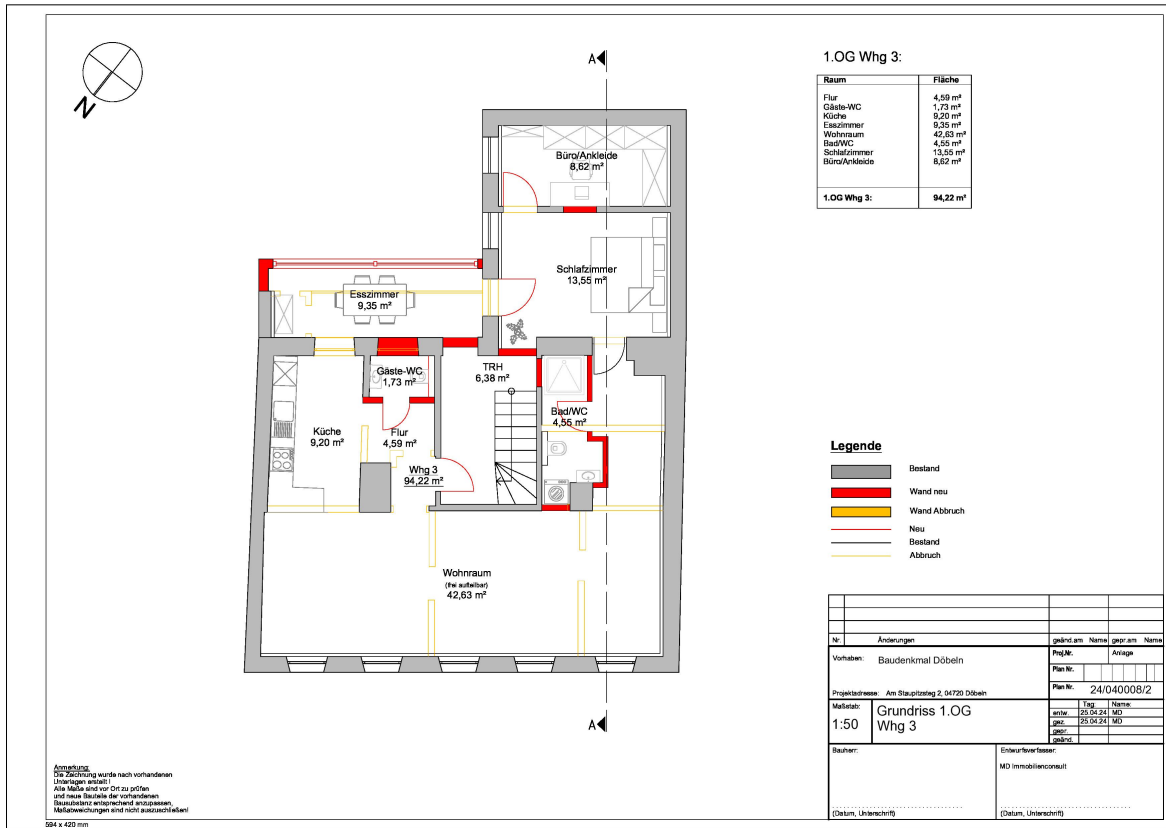 N
A
1.OG Whg 3:
Raum Fläche
Flur 4,59 m²
Gäste-WC 1,73 m²
Küche 9,20 m²
Esszimmer 9,35 m²
Wohnraum 42,63 m²
Bad/WC 4,55 m²
Schlafzimmer 13,55 m²
Büro/Ankleide 8,62 m²
1.OG Whg 3: 94,22 m²
Büro/Ankleide
8,62 m²
Schlafzimmer
13,55 m²
Esszimmer
9,35 m²
Gäste-WC
1,73 m²
TRH
6,38 m²
Bad/WC
4,55 m²
Küche
9,20 m²
Flur
4,59 m²
Whg 3
94,22 m²
Wohnraum
(frei aufteilbar)
42,63 m²
A
Legende
Bestand
Wand neu
Wand Abbruch
Neu
Bestand
Abbruch
Nr. Änderungen geänd.am Name gepr.am Name
Vorhaben: Baudenkmal Döbeln
Proj.Nr. Anlage
Plan Nr.
Projektadresse: Am Staupitzsteg 2, 04720 Döbeln
Plan Nr. 24/040008/2
Maßstab:
1:50
Grundriss 1.OG
Whg 3
Tag: Name:
entw. 25.04.24 MD
gez. 25.04.24 MD
gepr.
geänd.
Bauherr:
Entwurfsverfasser:
MD Immobilienconsult
(Datum, Unterschrift)
(Datum, Unterschrift)
Anmerkung:
Die Zeichnung wurde nach vorhandenen
Unterlagen erstellt !
Alle Maße sind vor Ort zu prüfen
und neue Bauteile der vorhandenen
Bausubstanz entsprechend anzupassen,
Maßabweichungen sind nicht auszuschließen!
594 x 420 mm